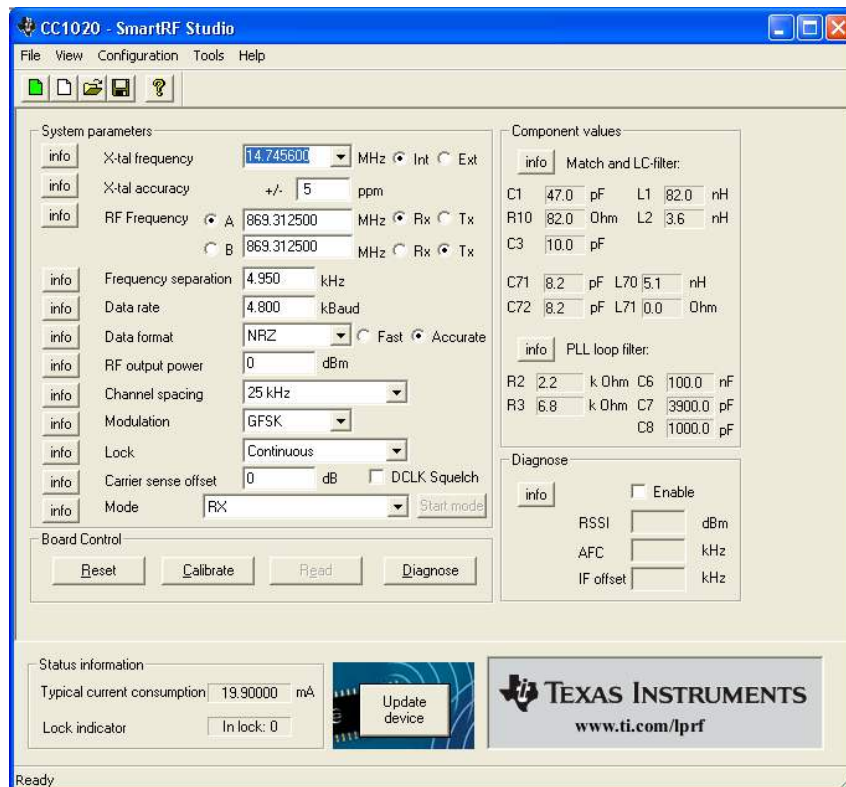 CC1020 - SmartRF Studio
File View Configuration Tools Help
System parameters
info X-tal frequency 14.745600 MHz Int Ext
info X-tal accuracy +/- 5 ppm
info RF Frequency A 869.312500 MHz Rx Tx
B 869.312500 MHz Rx Tx
info Frequency separation 4.950 kHz
info Data rate 4.800 kBaud
info Data format NRZ Fast Accurate
info RF output power 0 dBm
info Channel spacing 25 kHz
info Modulation GFSK
info Lock Continuous
info Carrier sense offset 0 dB DCLK Squelch
info Mode RX Start mode
Board Control
Reset Calibrate Read Diagnose
Component values
info Match and LC-filter:
C1 47.0 pF L1 82.0 nH
R10 82.0 Ohm L2 3.6 nH
C3 10.0 pF
C71 8.2 pF L70 5.1 nH
C72 8.2 pF L71 0.0 Ohm
info PLL loop filter:
R2 2.2 k Ohm C6 100.0 nF
R3 6.8 k Ohm C7 3900.0 pF
C8 1000.0 pF
Diagnose
info Enable
RSSI dBm
AFC kHz
IF offset kHz
Status information
Typical current consumption 19.90000 mA
Lock indicator In lock: 0
Update
device
TEXAS INSTRUMENTS
www.ti.com/lprf
Ready